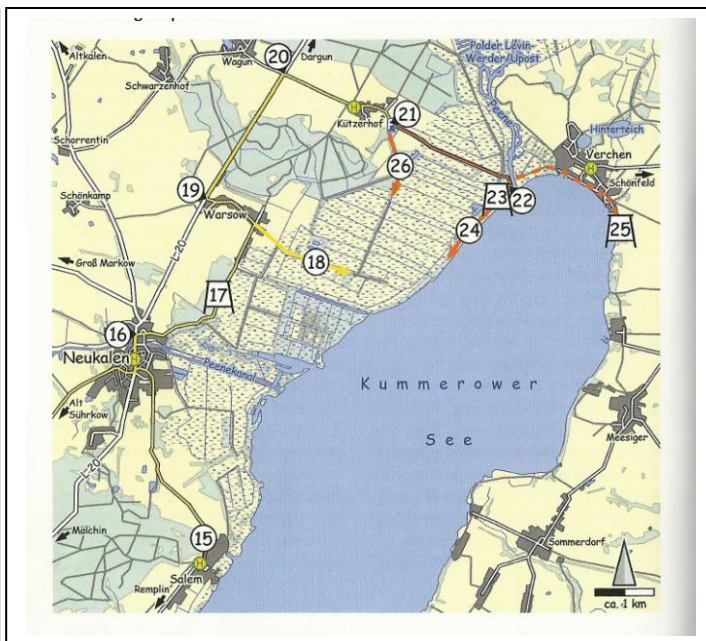 Altkalen
Wagun
Dargun
20
Polder Levin-
Werder/Upost
Schwarzenhof
H
21
Kützerhof
P
Peene
Hinterteich
Schorrentin
Verchen
H
26
Schönfeld
19
23
22
Schönkamp
Warsow
24
25
L-20
18
Groß Markow
17
16
Neukalen
H
Peenekanal
Kummerower
See
Alt
Sührkow
Meesiger
L-20
Malchin
15
H
Salem
Sommerdorf
Remplin
ca. 1 km